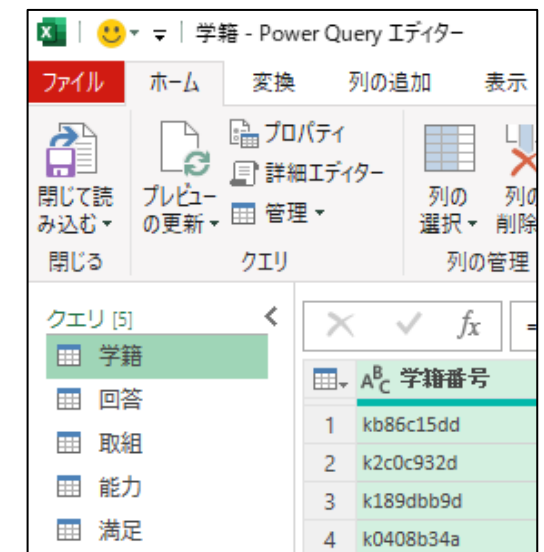 学籍 - Power Query エディター
ファイル ホーム 変換 列の追加 表示
閉じて読み込む
プレビューの更新
プロパティ
詳細エディター
管理
列の選択
列の削除
閉じる クエリ 列の管理
クエリ [5]
学籍
回答
取組
能力
満足
fx =
ABC 学籍番号
1 kb86c15dd
2 k2c0c932d
3 k189dbb9d
4 k0408b34a